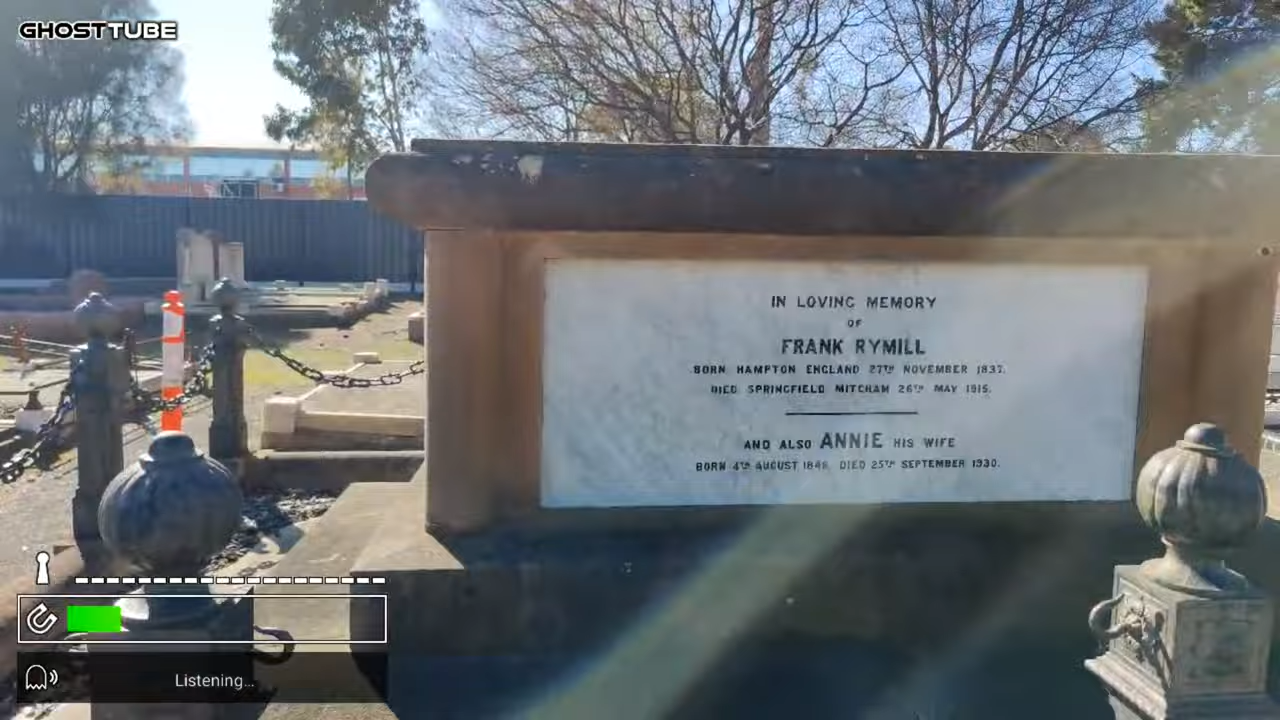 GHOSTTUBE
IN LOVING MEMORY
OF
FRANK RYMILL
BORN HAMPTON ENGLAND 27TH NOVEMBER 1837.
DIED SPRINGFIELD MITCHAM 26TH MAY 1915.
AND ALSO ANNIE HIS WIFE
BORN 4TH AUGUST DIED 25TH SEPTEMBER 1930.
Listening...